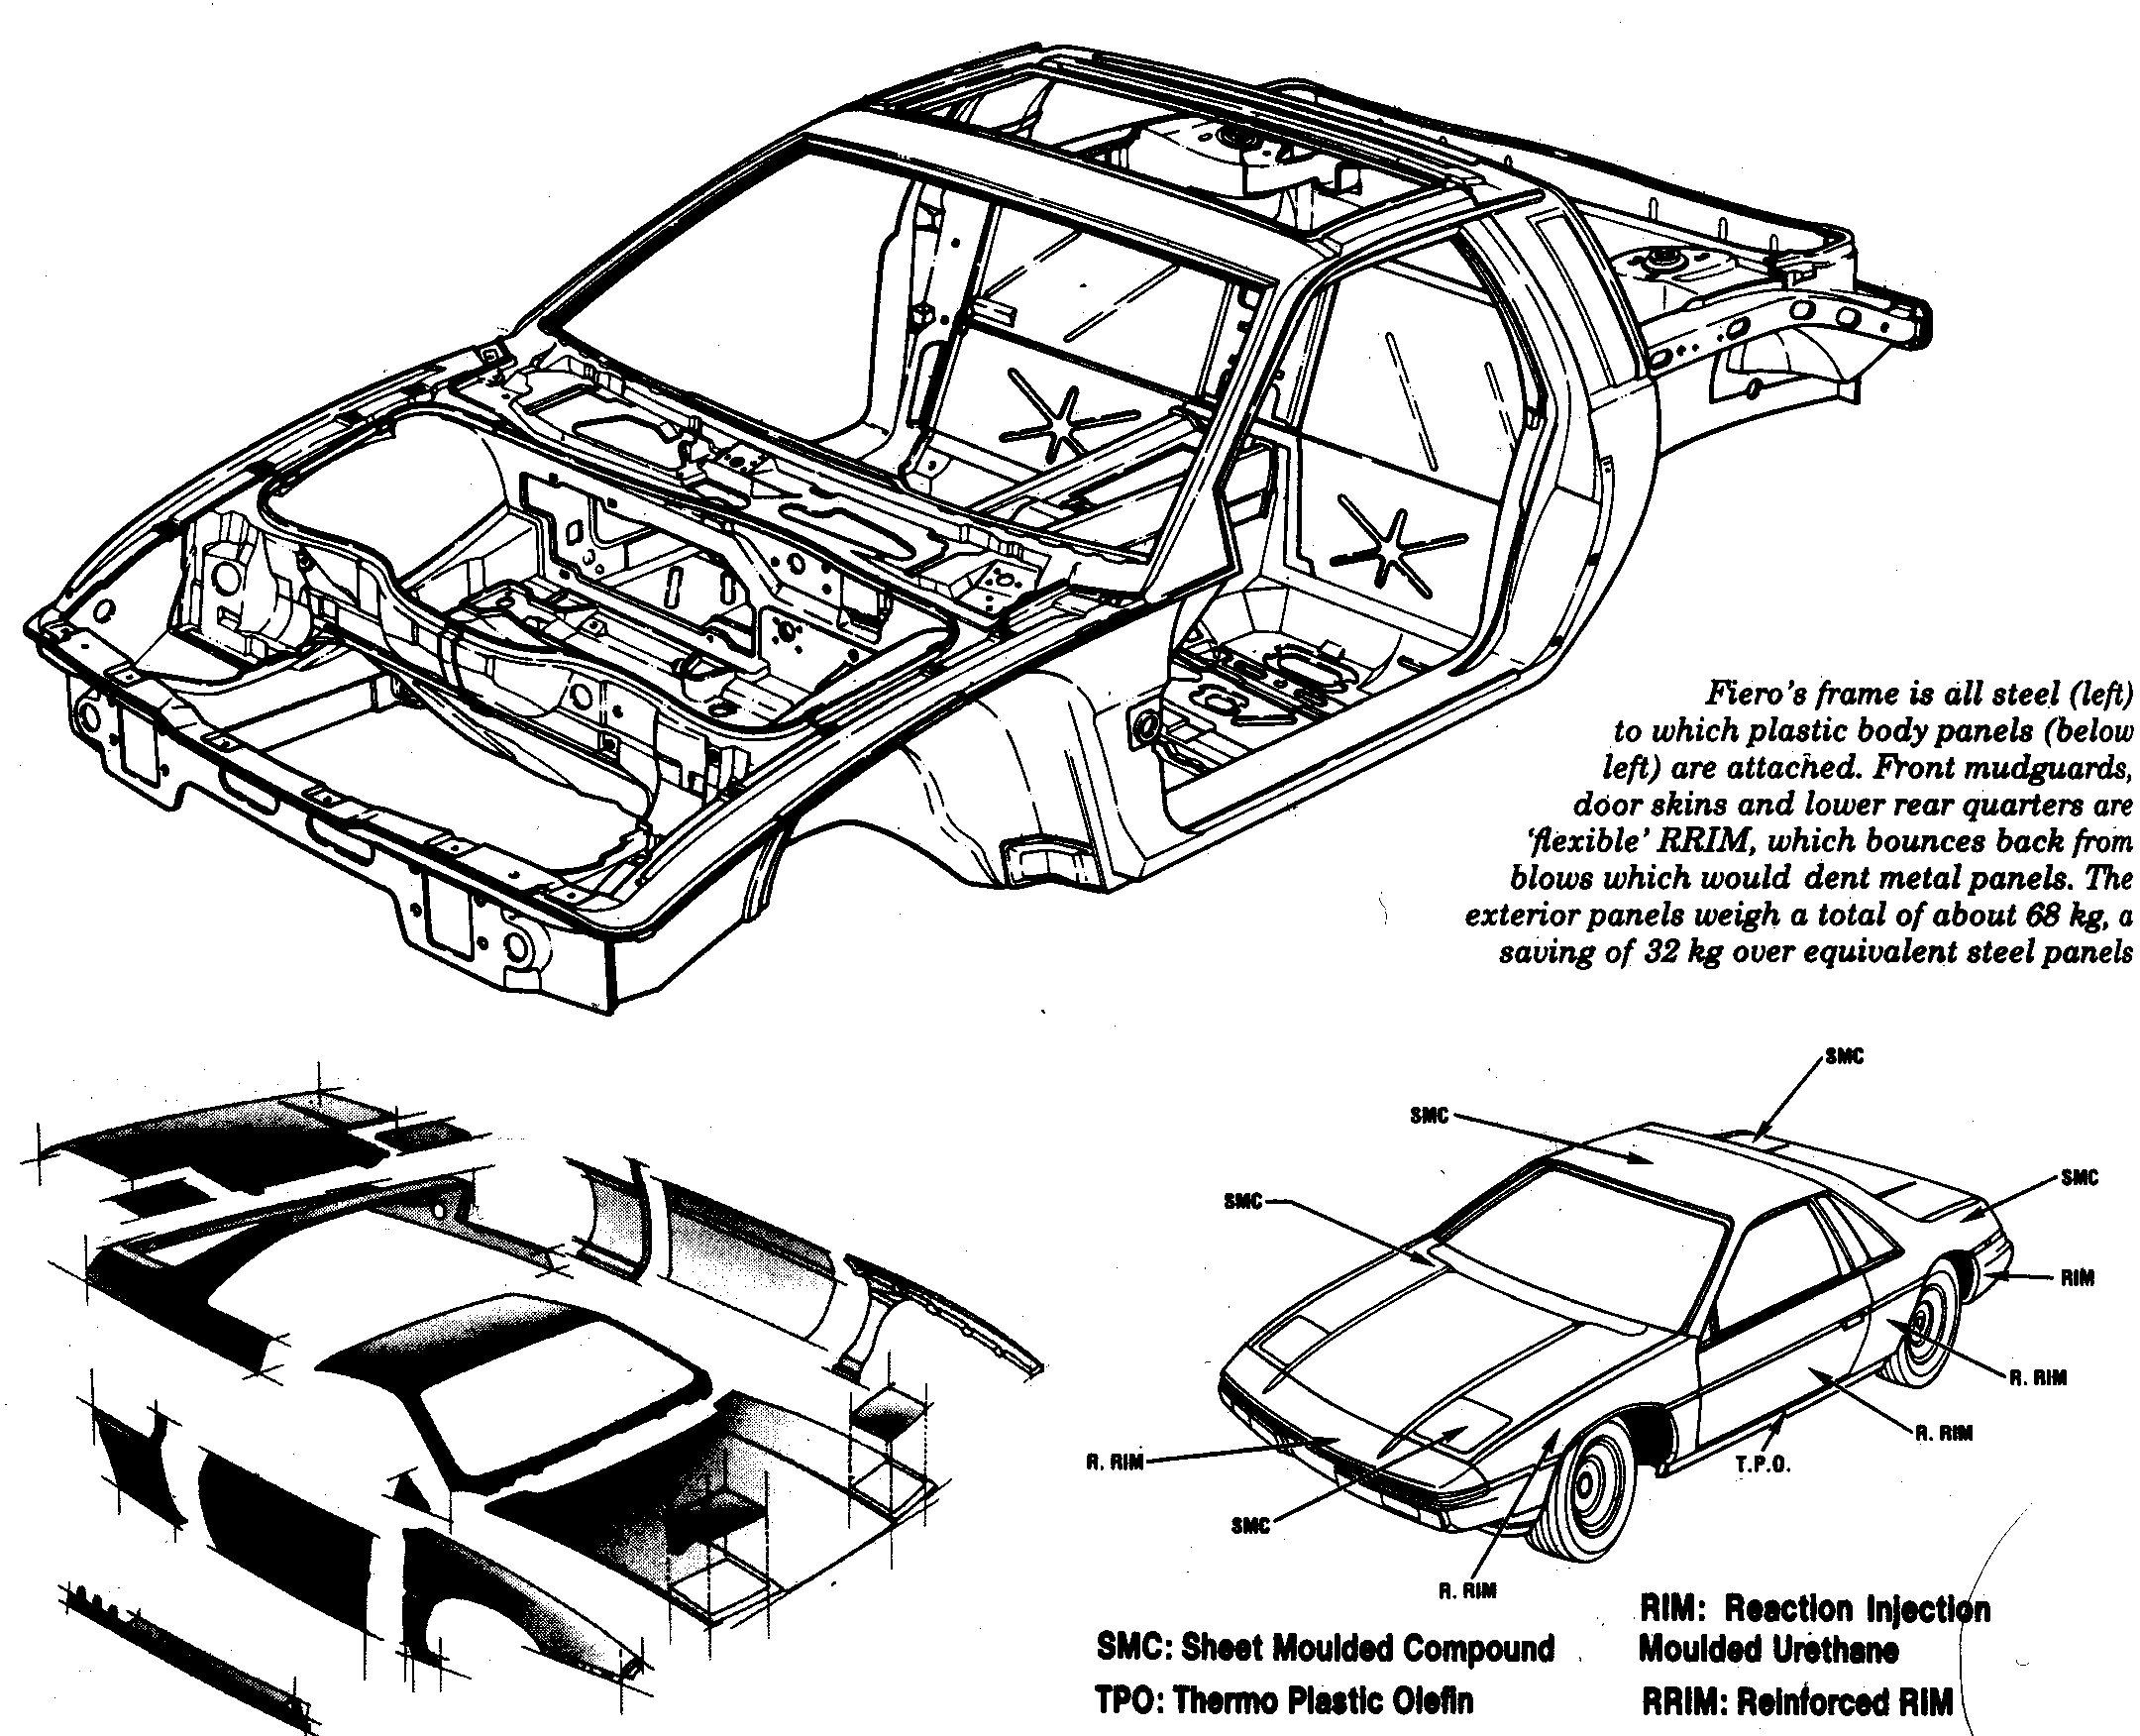 Fiero's frame is all steel (left)
to which plastic body panels (below
left) are attached. Front mudguards,
door skins and lower rear quarters are
‘flexible’ RRIM, which bounces back from
blows which would dent metal panels. The
exterior panels weigh a total of about 68 kg, a
saving of 32 kg over equivalent steel panels
SMC
SMC
SMC
SMC
RIM
R. RIM
R. RIM
R. RIM
T.P.O.
SMC
R. RIM
SMC: Sheet Moulded Compound
TPO: Thermo Plastic Olefin
RIM: Reaction Injection
Moulded Urethane
RRIM: Reinforced RIM